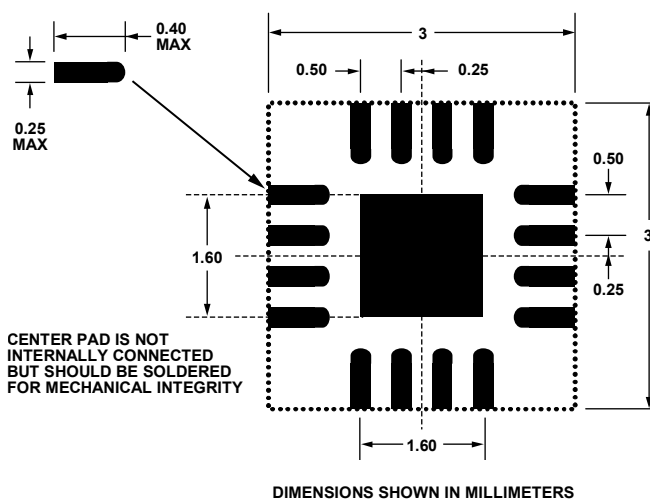 0.40
MAX
0.25
MAX
3
0.50
0.25
0.50
3
0.25
1.60
CENTER PAD IS NOT
INTERNALLY CONNECTED
BUT SHOULD BE SOLDERED
FOR MECHANICAL INTEGRITY
1.60
DIMENSIONS SHOWN IN MILLIMETERS